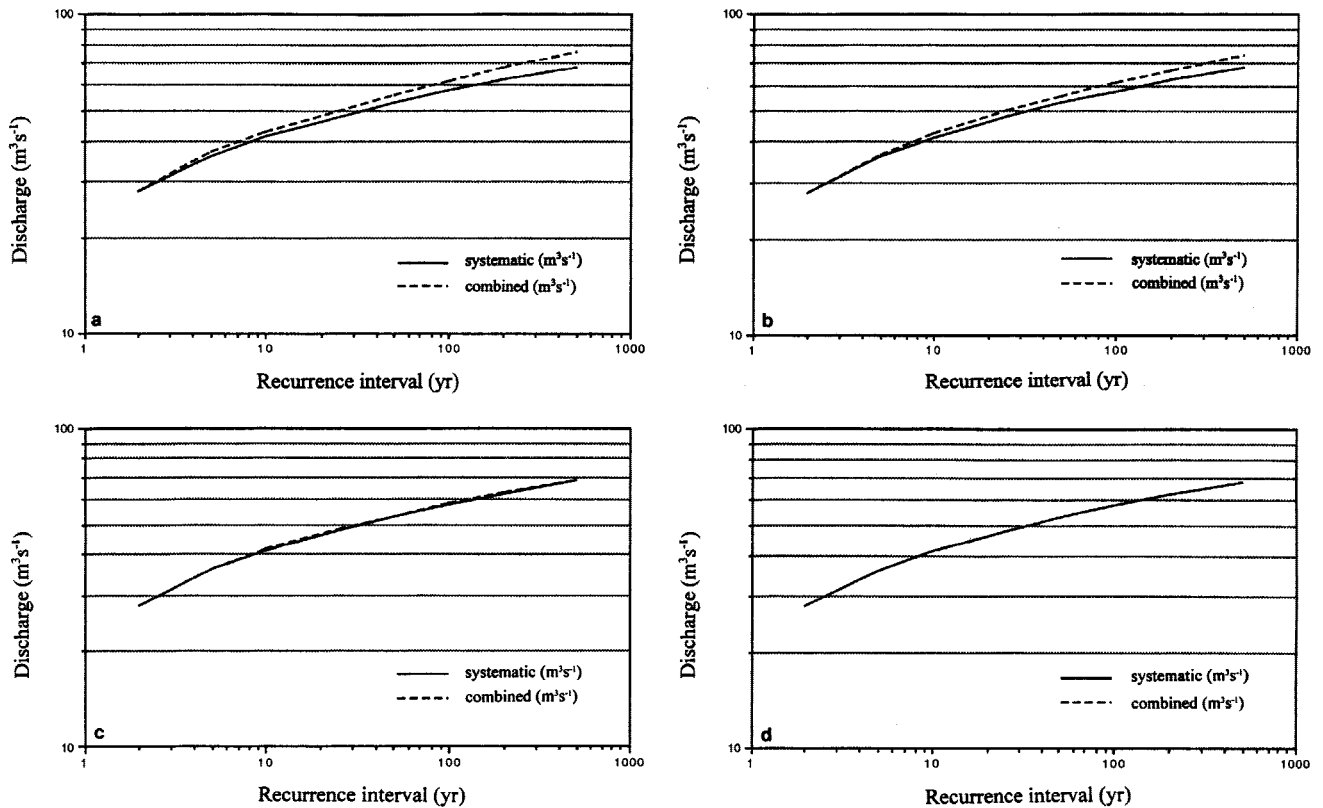 100
Discharge (m³s⁻¹)
systematic (m³s⁻¹)
combined (m³s⁻¹)
a
10
1
10
100
1000
Recurrence interval (yr)
100
Discharge (m³s⁻¹)
systematic (m³s⁻¹)
combined (m³s⁻¹)
b
10
1
10
100
1000
Recurrence interval (yr)
100
Discharge (m³s⁻¹)
systematic (m³s⁻¹)
combined (m³s⁻¹)
c
10
1
10
100
1000
Recurrence interval (yr)
100
Discharge (m³s⁻¹)
systematic (m³s⁻¹)
combined (m³s⁻¹)
d
10
1
10
100
1000
Recurrence interval (yr)